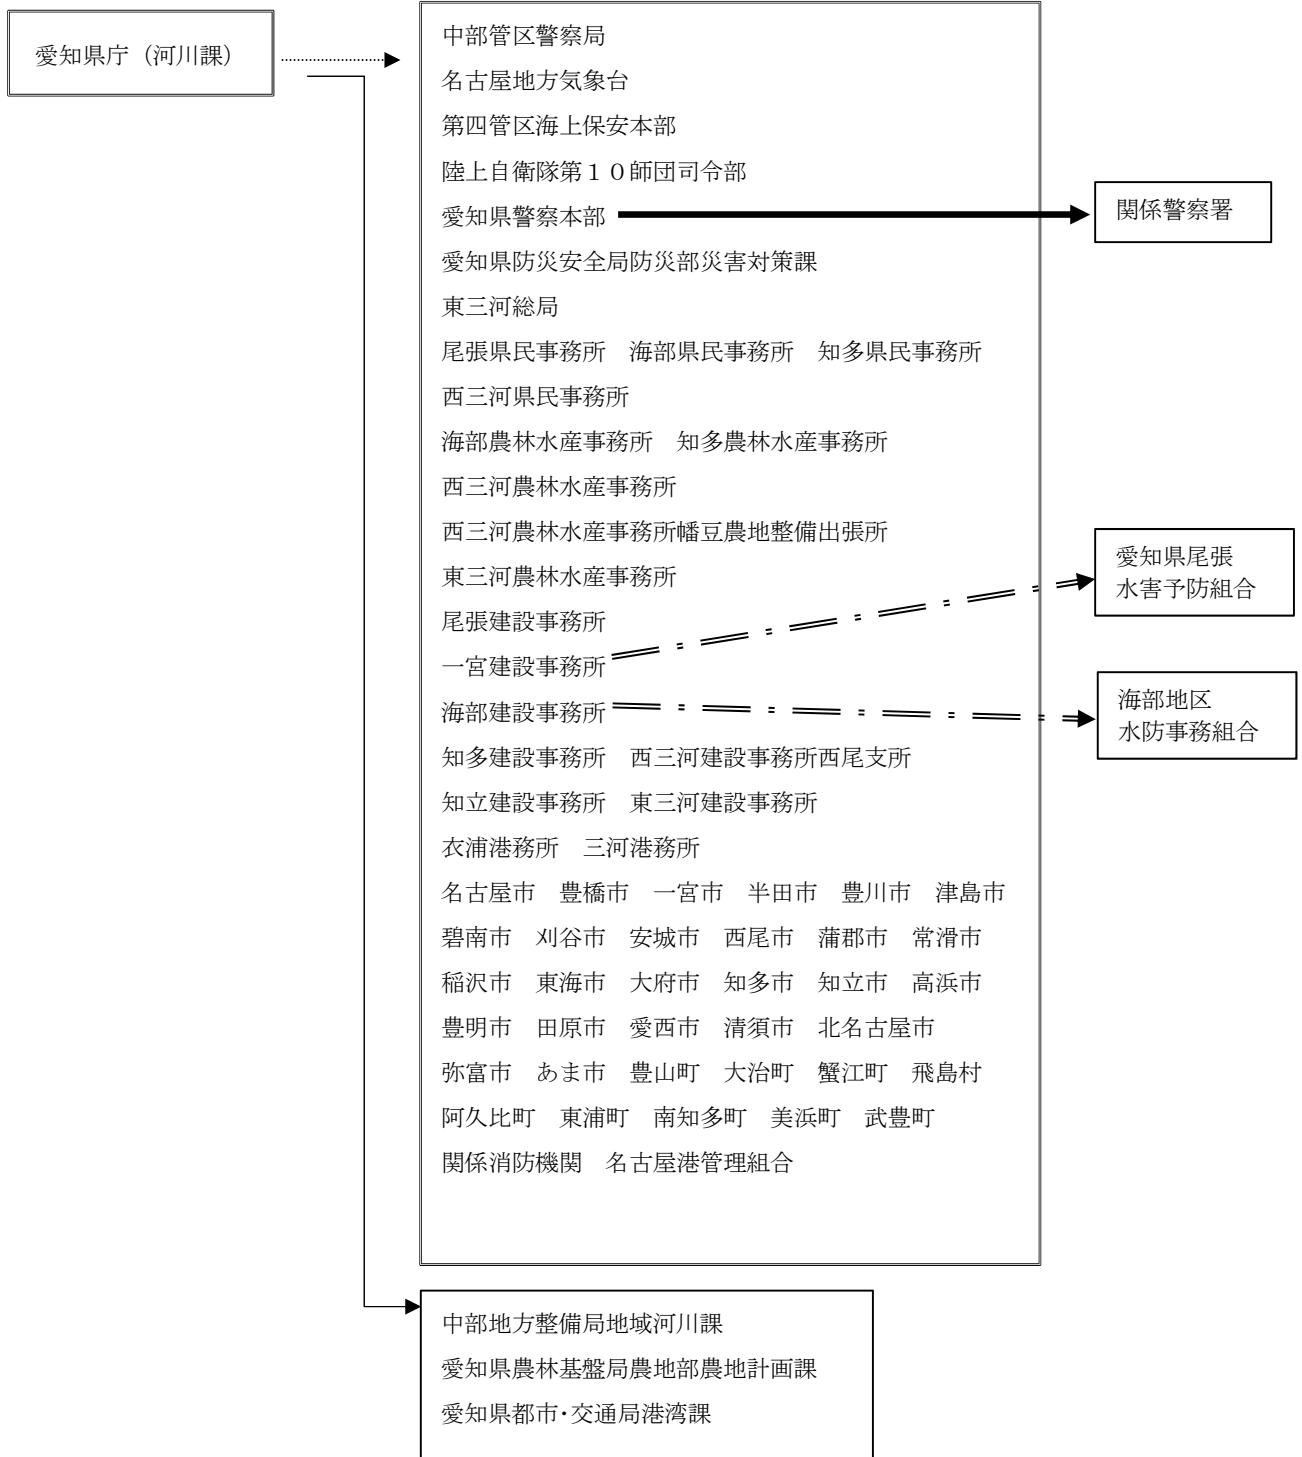 愛知県庁（河川課）
中部管区警察局
名古屋地方気象台
第四管区海上保安本部
陸上自衛隊第１０師団司令部
愛知県警察本部
関係警察署
愛知県防災安全局防災部災害対策課
東三河総局
尾張県民事務所　海部県民事務所　知多県民事務所
西三河県民事務所
海部農林水産事務所　知多農林水産事務所
西三河農林水産事務所
西三河農林水産事務所幡豆農地整備出張所
東三河農林水産事務所
尾張建設事務所
一宮建設事務所
愛知県尾張
水害予防組合
海部建設事務所
海部地区
水防事務組合
知多建設事務所　西三河建設事務所西尾支所
知立建設事務所　東三河建設事務所
衣浦港務所　三河港務所
名古屋市　豊橋市　一宮市　半田市　豊川市　津島市
碧南市　刈谷市　安城市　西尾市　蒲郡市　常滑市
稲沢市　東海市　大府市　知多市　知立市　高浜市
豊明市　田原市　愛西市　清須市　北名古屋市
弥富市　あま市　豊山町　大治町　蟹江町　飛島村
阿久比町　東浦町　南知多町　美浜町　武豊町
関係消防機関　名古屋港管理組合
中部地方整備局地域河川課
愛知県農林基盤局農地部農地計画課
愛知県都市･交通局港湾課